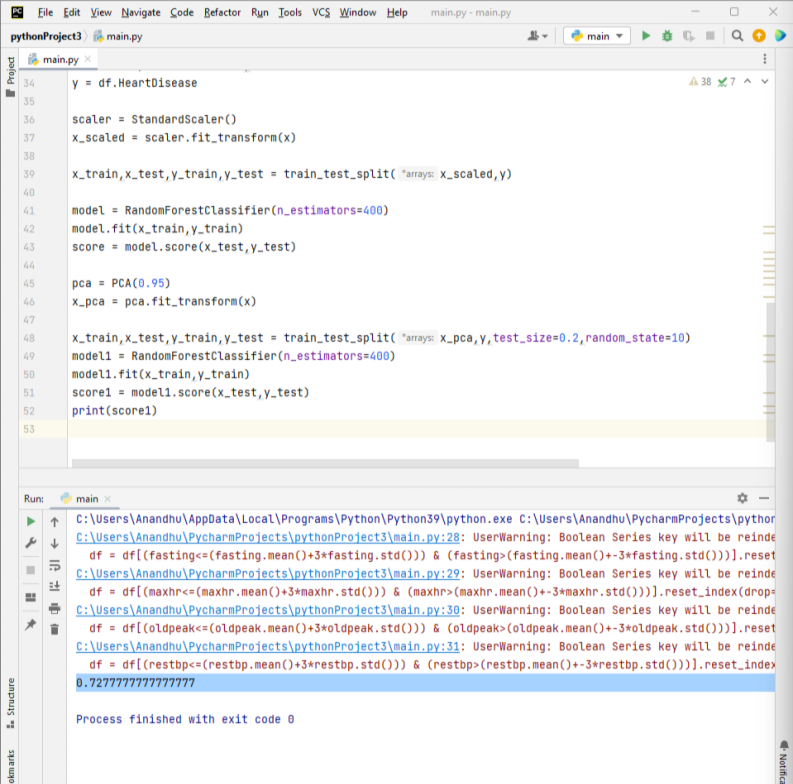 PC File Edit View Navigate Code Refactor Run Tools VCS Window Help main.py - main.py
pythonProject3 main.py main
Project
main.py
38 7
34 y = df.HeartDisease
35
36 scaler = StandardScaler()
37 x_scaled = scaler.fit_transform(x)
38
39 x_train,x_test,y_train,y_test = train_test_split( *arrays: x_scaled,y)
40
41 model = RandomForestClassifier(n_estimators=400)
42 model.fit(x_train,y_train)
43 score = model.score(x_test,y_test)
44
45 pca = PCA(0.95)
46 x_pca = pca.fit_transform(x)
47
48 x_train,x_test,y_train,y_test = train_test_split( *arrays: x_pca,y,test_size=0.2,random_state=10)
49 model1 = RandomForestClassifier(n_estimators=400)
50 model1.fit(x_train,y_train)
51 score1 = model1.score(x_test,y_test)
52 print(score1)
53
Run: main
C:\Users\Anandhu\AppData\Local\Programs\Python\Python39\python.exe C:\Users\Anandhu\PycharmProjects\python
C:\Users\Anandhu\PycharmProjects\pythonProject3\main.py:28: UserWarning: Boolean Series key will be reinde
df = df[(fasting<=(fasting.mean()+3*fasting.std())) & (fasting>(fasting.mean()+-3*fasting.std()))].reset
C:\Users\Anandhu\PycharmProjects\pythonProject3\main.py:29: UserWarning: Boolean Series key will be reinde
df = df[(maxhr<=(maxhr.mean()+3*maxhr.std())) & (maxhr>(maxhr.mean()+-3*maxhr.std()))].reset_index(drop=
C:\Users\Anandhu\PycharmProjects\pythonProject3\main.py:30: UserWarning: Boolean Series key will be reinde
df = df[(oldpeak<=(oldpeak.mean()+3*oldpeak.std())) & (oldpeak>(oldpeak.mean()+-3*oldpeak.std()))].reset
C:\Users\Anandhu\PycharmProjects\pythonProject3\main.py:31: UserWarning: Boolean Series key will be reinde
df = df[(restbp<=(restbp.mean()+3*restbp.std())) & (restbp>(restbp.mean()+-3*restbp.std()))].reset_index
0.7277777777777777
Process finished with exit code 0
Structure
okmarks
Notifica